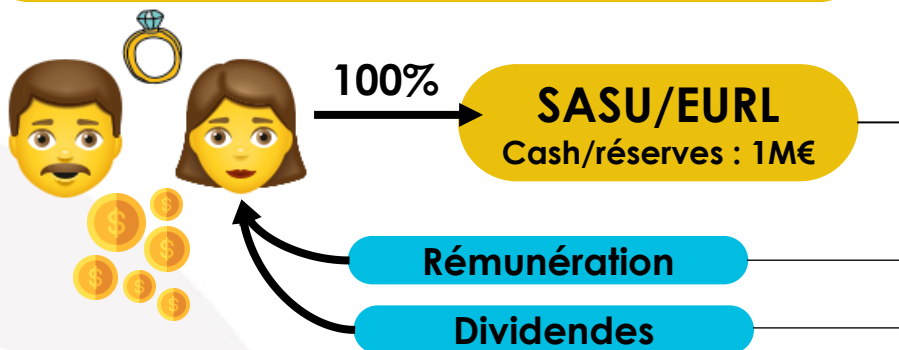 100%
SASU/EURL
Cash/réserves : 1M€
Rémunération
Dividendes